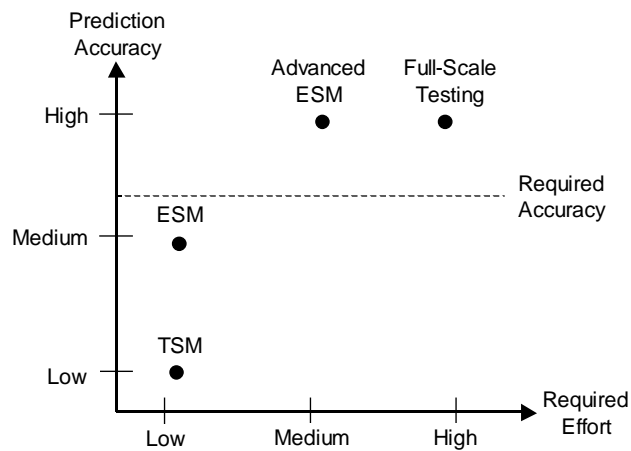 Prediction
Accuracy
Advanced
ESM
Full-Scale
Testing
High
Required
Accuracy
ESM
Medium
TSM
Low
Required
Effort
Low
Medium
High